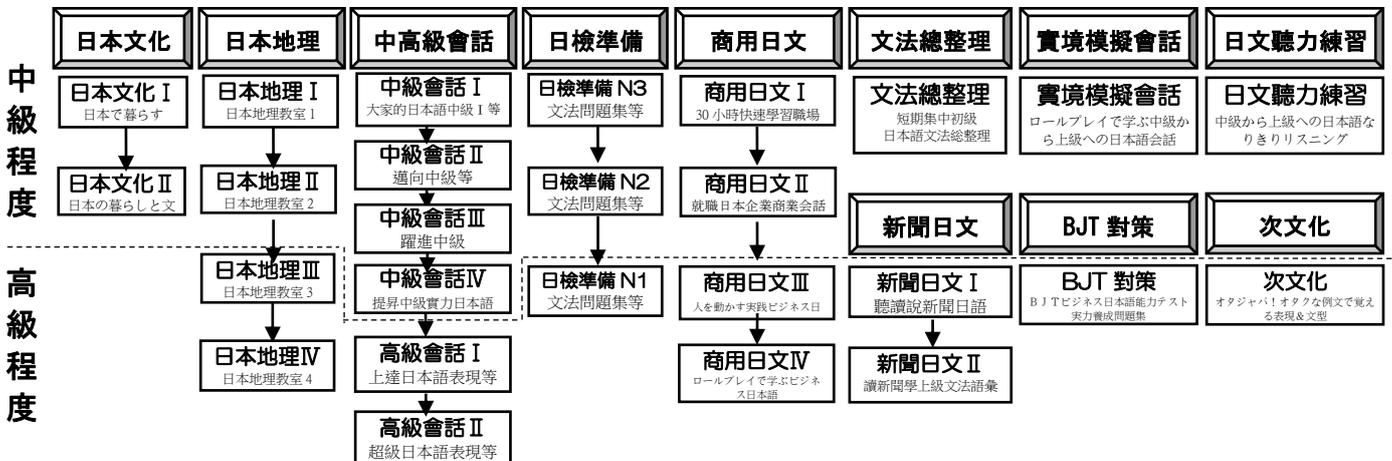 日本文化
日本地理
中高級會話
日檢準備
商用日文
文法總整理
實境模擬會話
日文聽力練習
中級程度
日本文化Ⅰ
日本で暮らす
日本文化Ⅱ
日本の暮らしと文
日本地理Ⅰ
日本地理教室 1
日本地理Ⅱ
日本地理教室 2
中級會話Ⅰ
大家的日本語中級Ⅰ等
中級會話Ⅱ
邁向中級等
中級會話Ⅲ
躍進中級
中級會話Ⅳ
提昇中級實力日本語
日檢準備 N3
文法問題集等
日檢準備 N2
文法問題集等
商用日文Ⅰ
30 小時快速學習職場
商用日文Ⅱ
就職日本企業商業会話
文法總整理
短期集中初級
日本語文法総整理
實境模擬會話
ロールプレイで学ぶ中級か
ら上級への日本語会話
日文聽力練習
中級から上級への日本語な
りきりリスニング
新聞日文
BJT 對策
次文化
高級程度
日本地理Ⅲ
日本地理教室 3
日本地理Ⅳ
日本地理教室 4
高級會話Ⅰ
上達日本語表現等
高級會話Ⅱ
超級日本語表現等
日檢準備 N1
文法問題集等
商用日文Ⅲ
人を動かす実践ビジネス日
商用日文Ⅳ
ロールプレイで学ぶビジネ
ス日本語
新聞日文Ⅰ
聽讀說新聞日語
新聞日文Ⅱ
讀新聞學上級文法語彙
BJT 對策
ＢＪＴビジネス日本語能力テスト
実力養成問題集
次文化
オタジャパ！オタクな例文で覚え
る表現＆文型